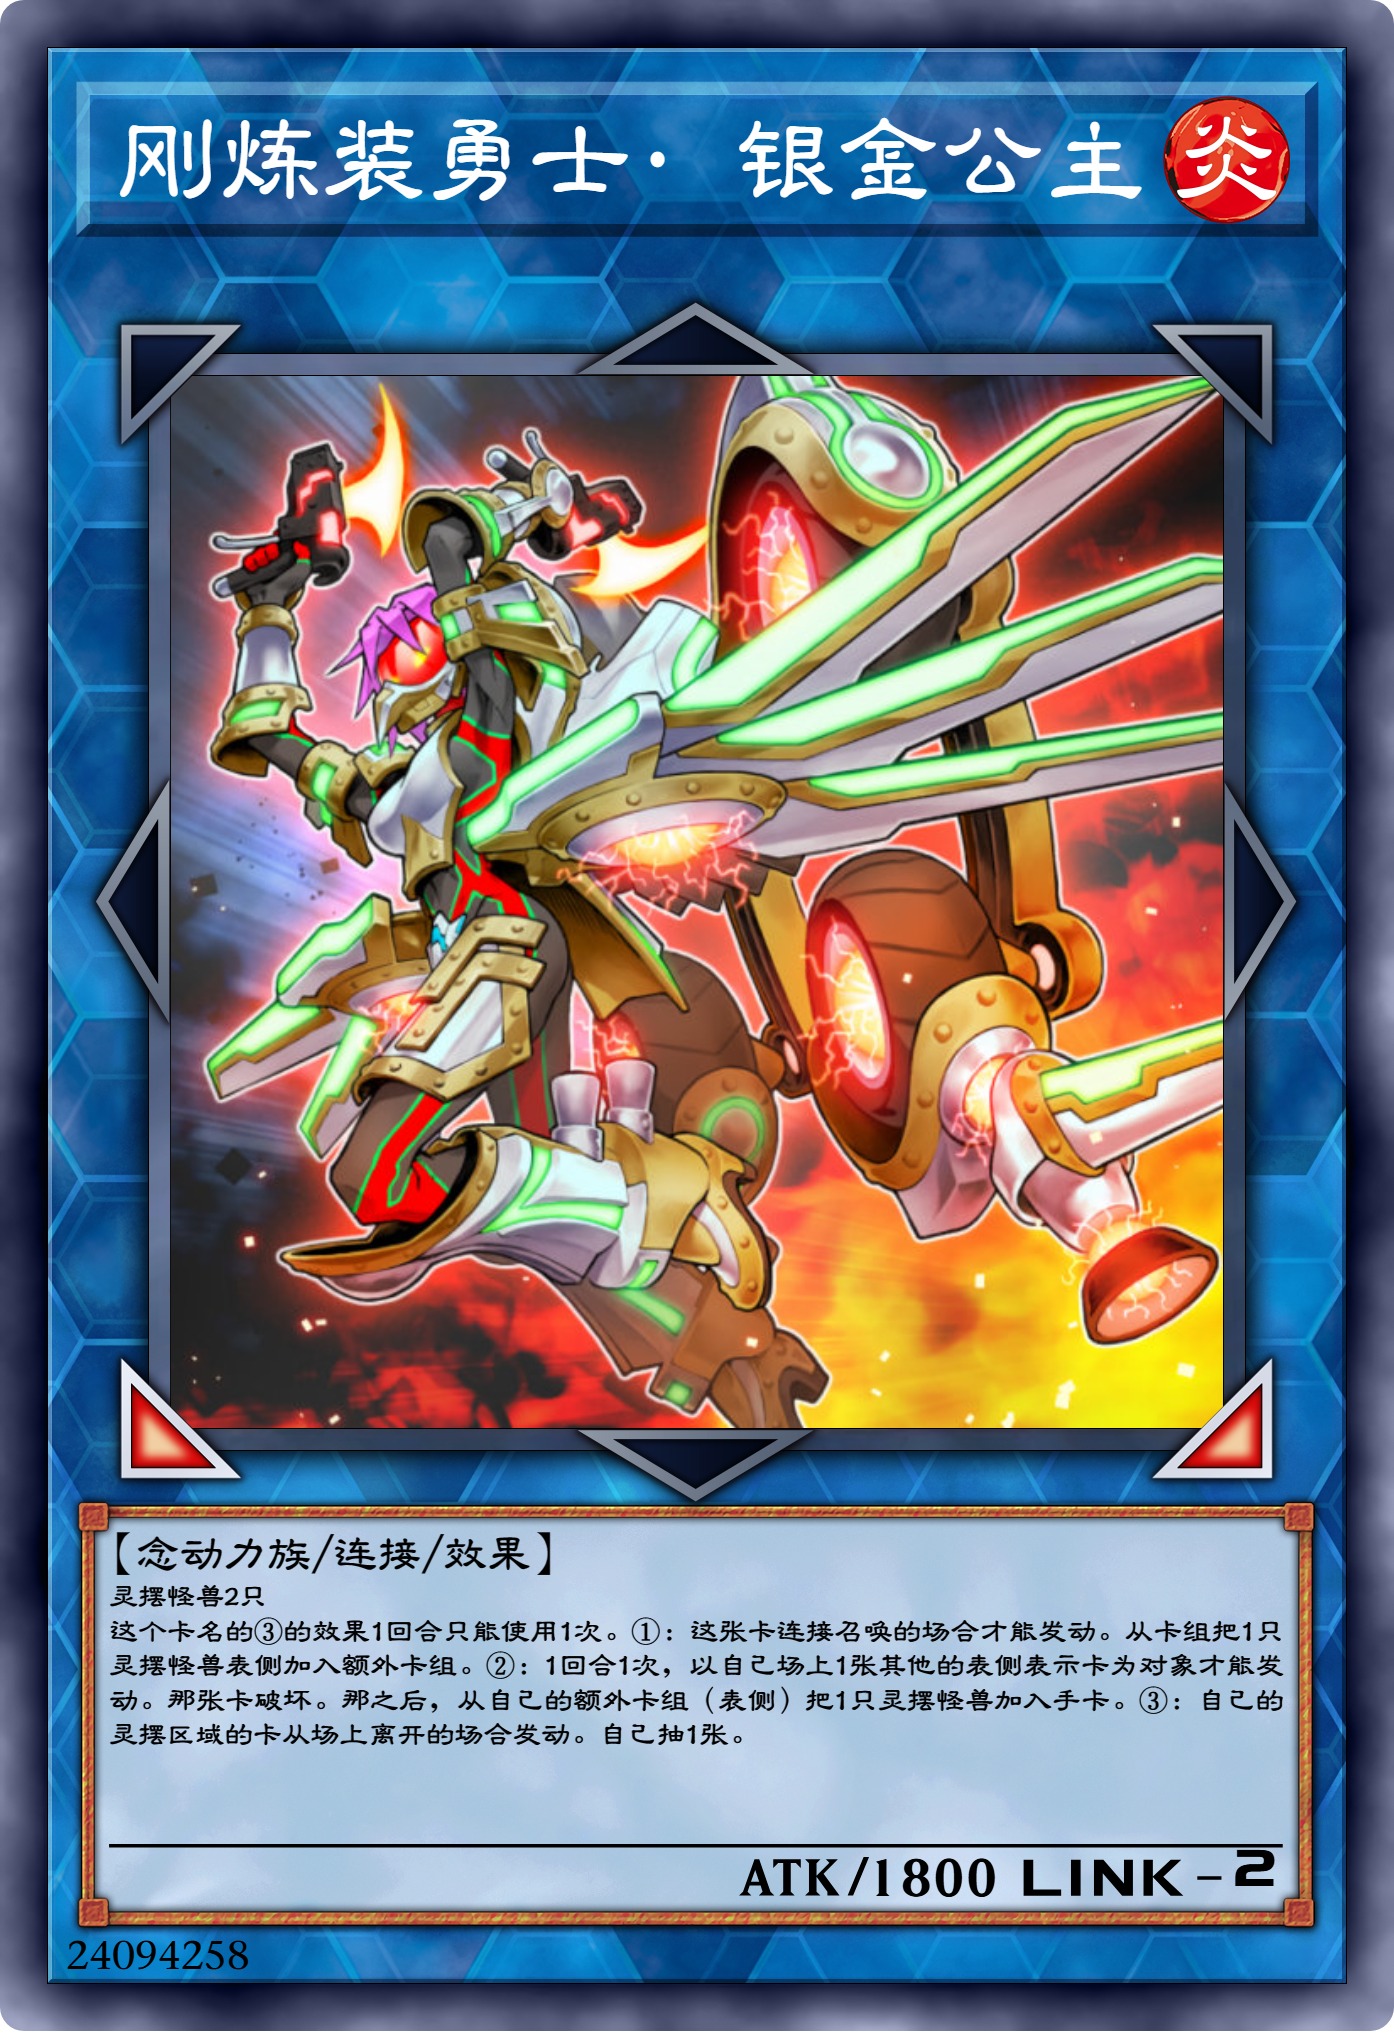 刚炼装勇士·银金公主 炎
【念动力族/连接/效果】
灵摆怪兽2只
这个卡名的③的效果1回合只能使用1次。①：这张卡连接召唤的场合才能发动。从卡组把1只
灵摆怪兽表侧加入额外卡组。②：1回合1次，以自己场上1张其他的表侧表示卡为对象才能发
动。那张卡破坏。那之后，从自己的额外卡组（表侧）把1只灵摆怪兽加入手卡。③：自己的
灵摆区域的卡从场上离开的场合发动。自己抽1张。
ATK/1800 LINK-2
24094258